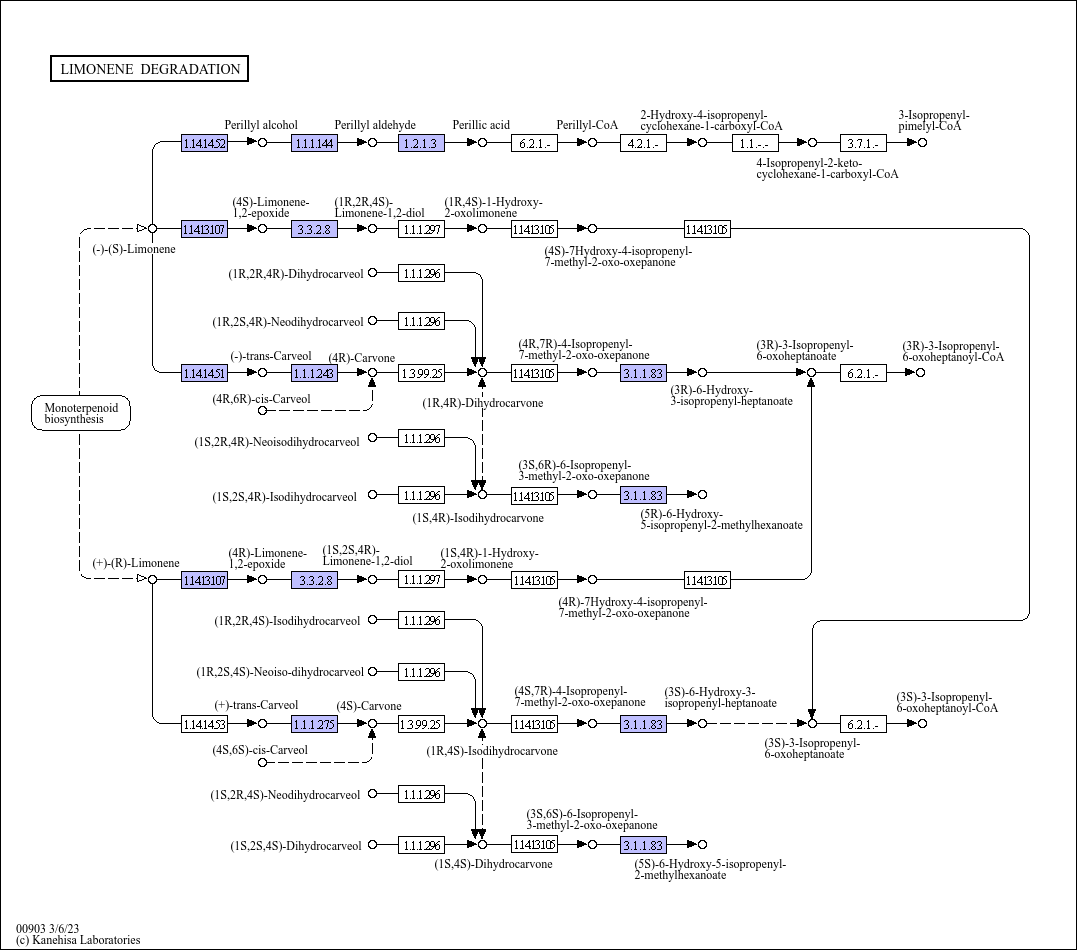 LIMONENE DEGRADATION
Perillyl alcohol
Perillyl aldehyde
Perillic acid
Perillyl-CoA
2-Hydroxy-4-isopropenyl-
cyclohexane-1-carboxyl-CoA
3-Isopropenyl-
pimelyl-CoA
1.14.14.52
1.1.1.144
1.2.1.3
6.2.1.-
4.2.1.-
1.1.-.-
3.7.1.-
4-Isopropenyl-2-keto-
cyclohexane-1-carboxyl-CoA
(4S)-Limonene-
1,2-epoxide
(1R,2R,4S)-
Limonene-1,2-diol
(1R,4S)-1-Hydroxy-
2-oxolimonene
1.14.13.107
3.3.2.8
1.1.1.297
1.14.13.105
1.14.13.105
(-)-(S)-Limonene
(4S)-7Hydroxy-4-isopropenyl-
7-methyl-2-oxo-oxepanone
(1R,2R,4R)-Dihydrocarveol
1.1.1.296
(1R,2S,4R)-Neodihydrocarveol
1.1.1.296
(-)-trans-Carveol
(4R)-Carvone
(4R,7R)-4-Isopropenyl-
7-methyl-2-oxo-oxepanone
(3R)-3-Isopropenyl-
6-oxoheptanoate
(3R)-3-Isopropenyl-
6-oxoheptanoyl-CoA
1.14.14.51
1.1.1.243
1.3.99.25
1.14.13.105
3.1.1.83
6.2.1.-
(4R,6R)-cis-Carveol
(1R,4R)-Dihydrocarvone
(3R)-6-Hydroxy-
3-isopropenyl-heptanoate
Monoterpenoid
biosynthesis
(1S,2R,4R)-Neoisodihydrocarveol
1.1.1.296
(3S,6R)-6-Isopropenyl-
3-methyl-2-oxo-oxepanone
(1S,2S,4R)-Isodihydrocarveol
1.1.1.296
1.14.13.105
3.1.1.83
(1S,4R)-Isodihydrocarvone
(5R)-6-Hydroxy-
5-isopropenyl-2-methylhexanoate
(+)-(R)-Limonene
(4R)-Limonene-
1,2-epoxide
(1S,2S,4R)-
Limonene-1,2-diol
(1S,4R)-1-Hydroxy-
2-oxolimonene
1.14.13.107
3.3.2.8
1.1.1.297
1.14.13.105
1.14.13.105
(4R)-7Hydroxy-4-isopropenyl-
7-methyl-2-oxo-oxepanone
(1R,2R,4S)-Isodihydrocarveol
1.1.1.296
(1R,2S,4S)-Neoiso-dihydrocarveol
1.1.1.296
(+)-trans-Carveol
(4S)-Carvone
(4S,7R)-4-Isopropenyl-
7-methyl-2-oxo-oxepanone
(3S)-6-Hydroxy-3-
isopropenyl-heptanoate
(3S)-3-Isopropenyl-
6-oxoheptanoyl-CoA
1.14.14.53
1.1.1.275
1.3.99.25
1.14.13.105
3.1.1.83
6.2.1.-
(4S,6S)-cis-Carveol
(1R,4S)-Isodihydrocarvone
(3S)-3-Isopropenyl-
6-oxoheptanoate
(1S,2R,4S)-Neodihydrocarveol
1.1.1.296
(3S,6S)-6-Isopropenyl-
3-methyl-2-oxo-oxepanone
(1S,2S,4S)-Dihydrocarveol
1.1.1.296
1.14.13.105
3.1.1.83
(1S,4S)-Dihydrocarvone
(5S)-6-Hydroxy-5-isopropenyl-
2-methylhexanoate
00903 3/6/23
(c) Kanehisa Laboratories